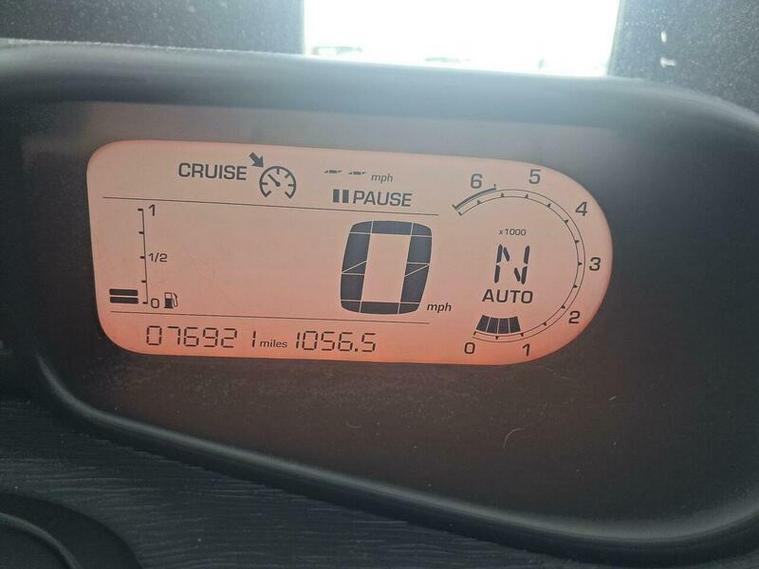 CRUISE -- -- mph
PAUSE
6
5
4
3
2
1
0
x1000
N
AUTO
1
1/2
0
0 mph
076921 miles 1056.5